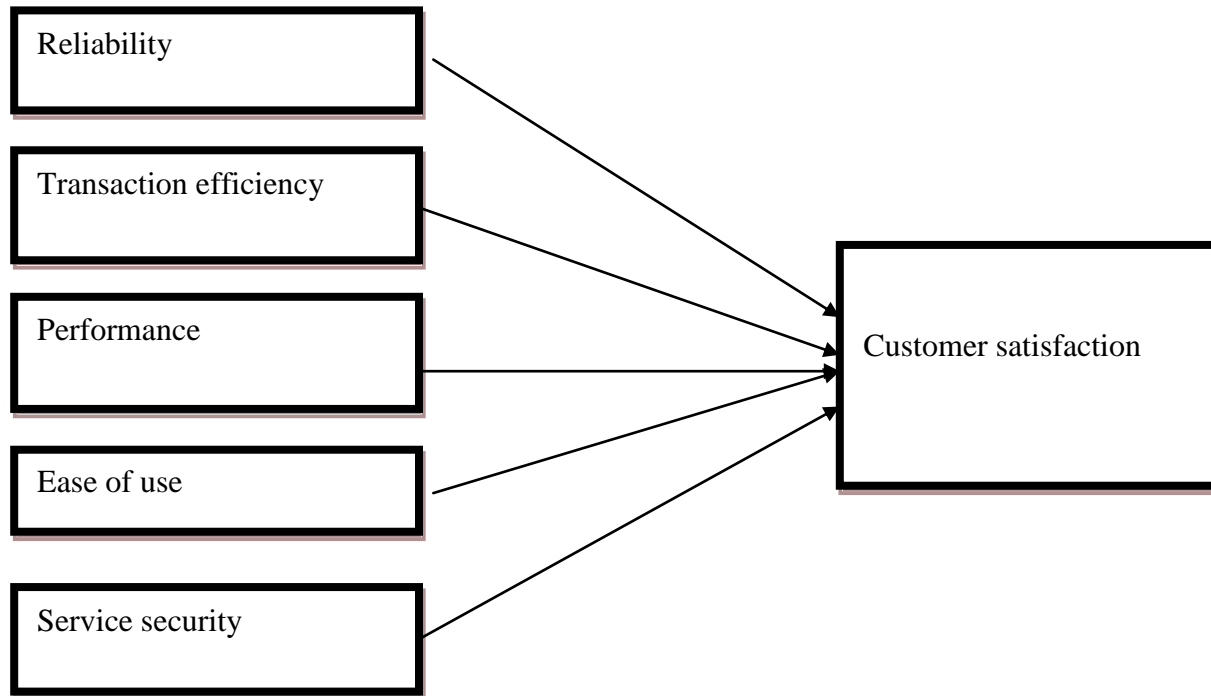 Reliability
Transaction efficiency
Performance
Customer satisfaction
Ease of use
Service security